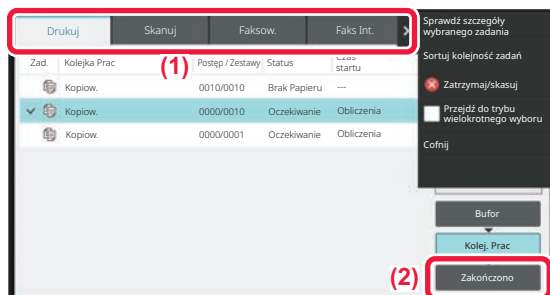 Drukuj Skanuj Faksow. Faks Int.
(1)
Zad. Kolejka Prac Postęp / Zestawy Status Czas startu
Kopiow. 0010/0010 Brak Papieru ---
Kopiow. 0000/0010 Oczekiwanie Obliczenia
Kopiow. 0000/0001 Oczekiwanie Obliczenia
Sprawdź szczegóły
wybranego zadania
Sortuj kolejność zadań
Zatrzymaj/skasuj
Przejdź do trybu
wielokrotnego wyboru
Cofnij
Bufor
Kolej. Prac
(2)
Zakończono